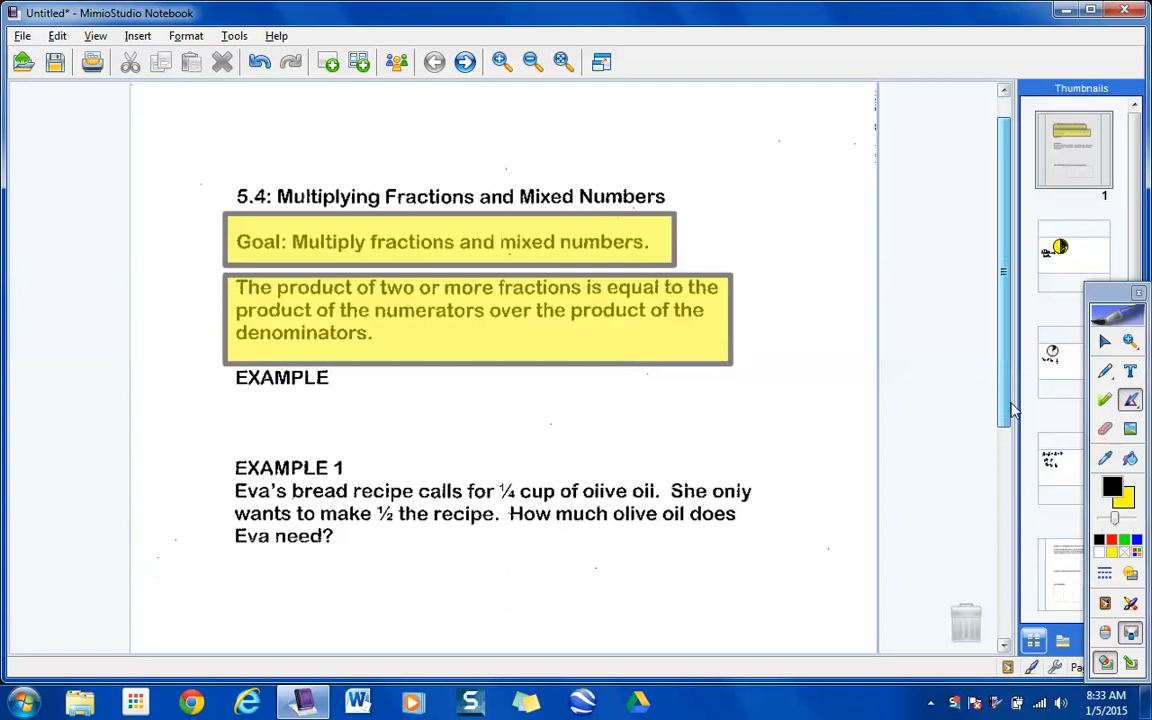 Untitled* - MimioStudio Notebook
File Edit View Insert Format Tools Help
Thumbnails
1
5.4: Multiplying Fractions and Mixed Numbers
Goal: Multiply fractions and mixed numbers.
The product of two or more fractions is equal to the
product of the numerators over the product of the
denominators.
EXAMPLE
EXAMPLE 1
Eva's bread recipe calls for ¼ cup of olive oil. She only
wants to make ½ the recipe. How much olive oil does
Eva need?
8:33 AM
1/5/2015